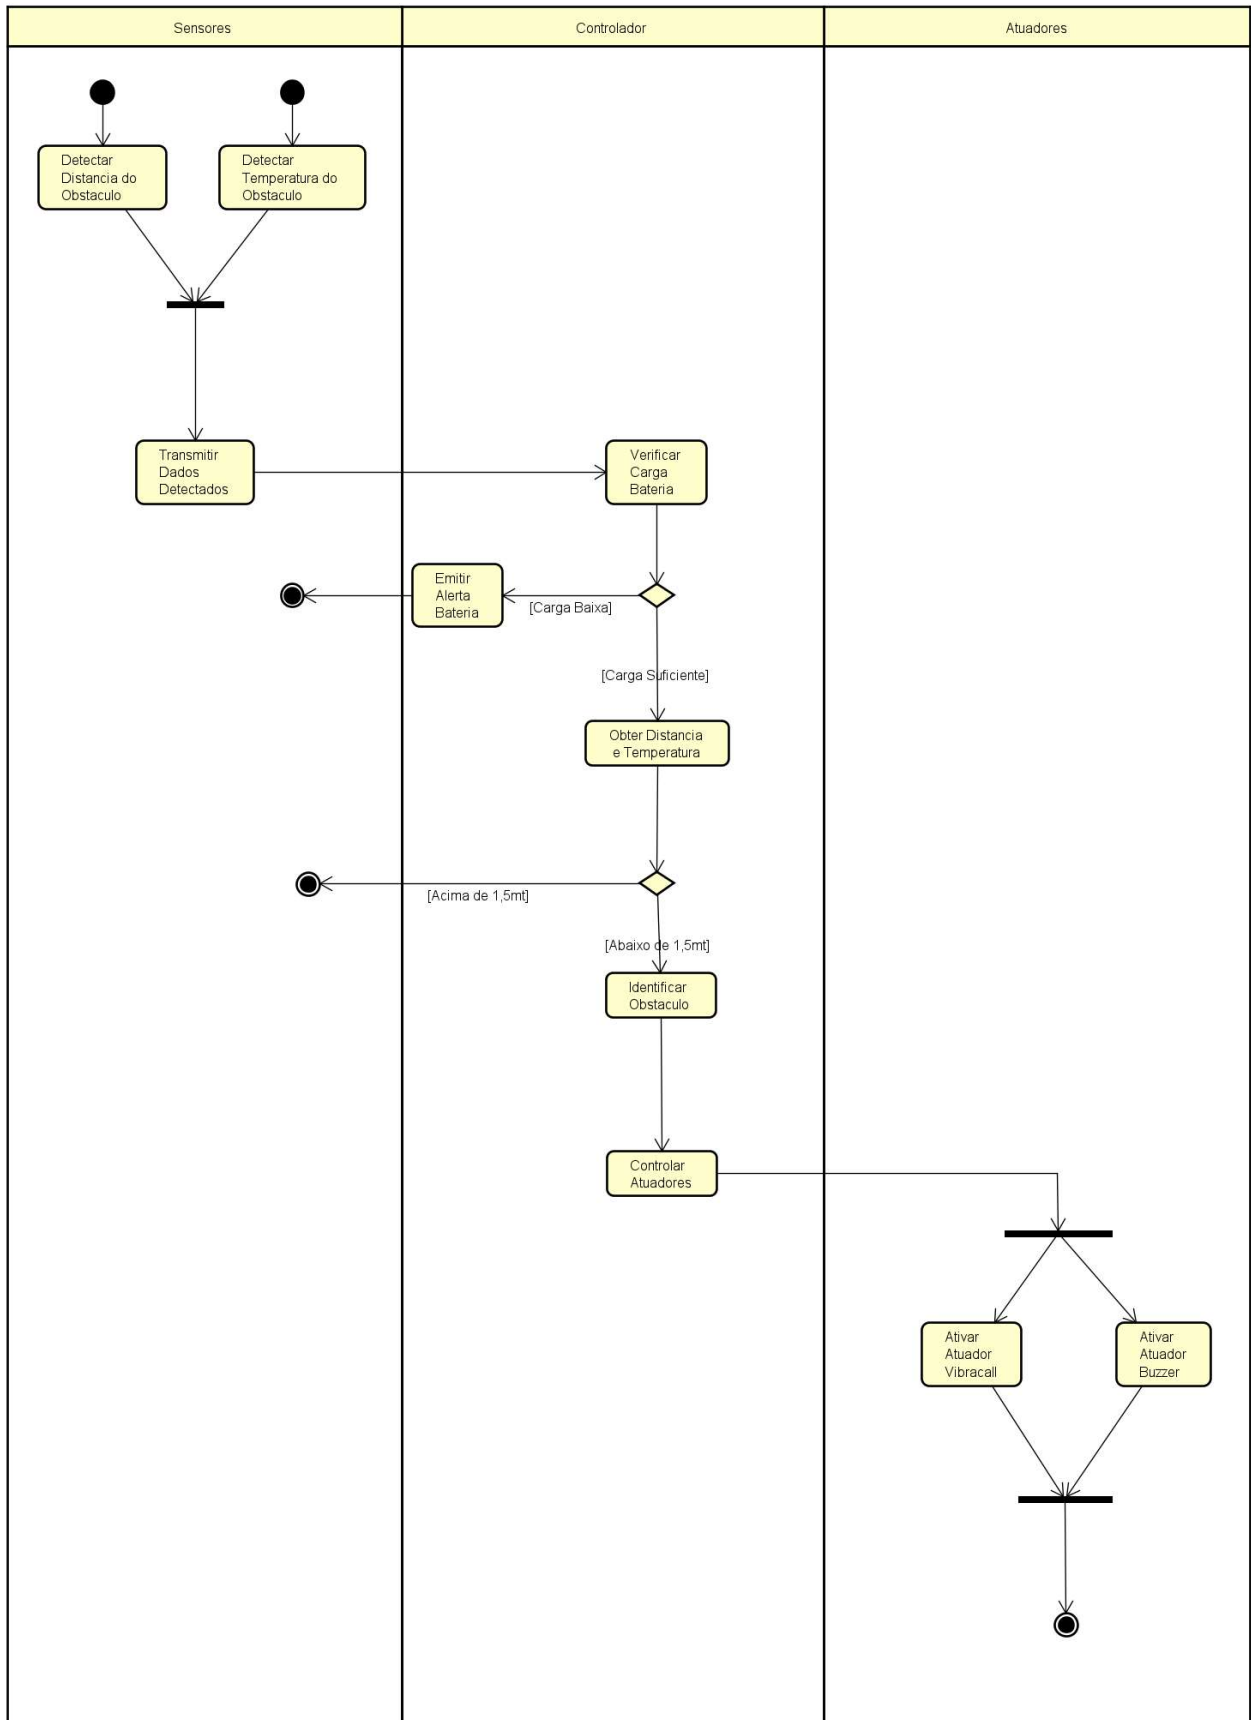 Sensores
Controlador
Atuadores
Detectar
Distancia do
Obstaculo
Detectar
Temperatura do
Obstaculo
Transmitir
Dados
Detectados
Verificar
Carga
Bateria
Emitir
Alerta
Bateria
[Carga Baixa]
[Carga Suficiente]
Obter Distancia
e Temperatura
[Acima de 1,5mt]
[Abaixo de 1,5mt]
Identificar
Obstaculo
Controlar
Atuadores
Ativar
Atuador
Vibracall
Ativar
Atuador
Buzzer